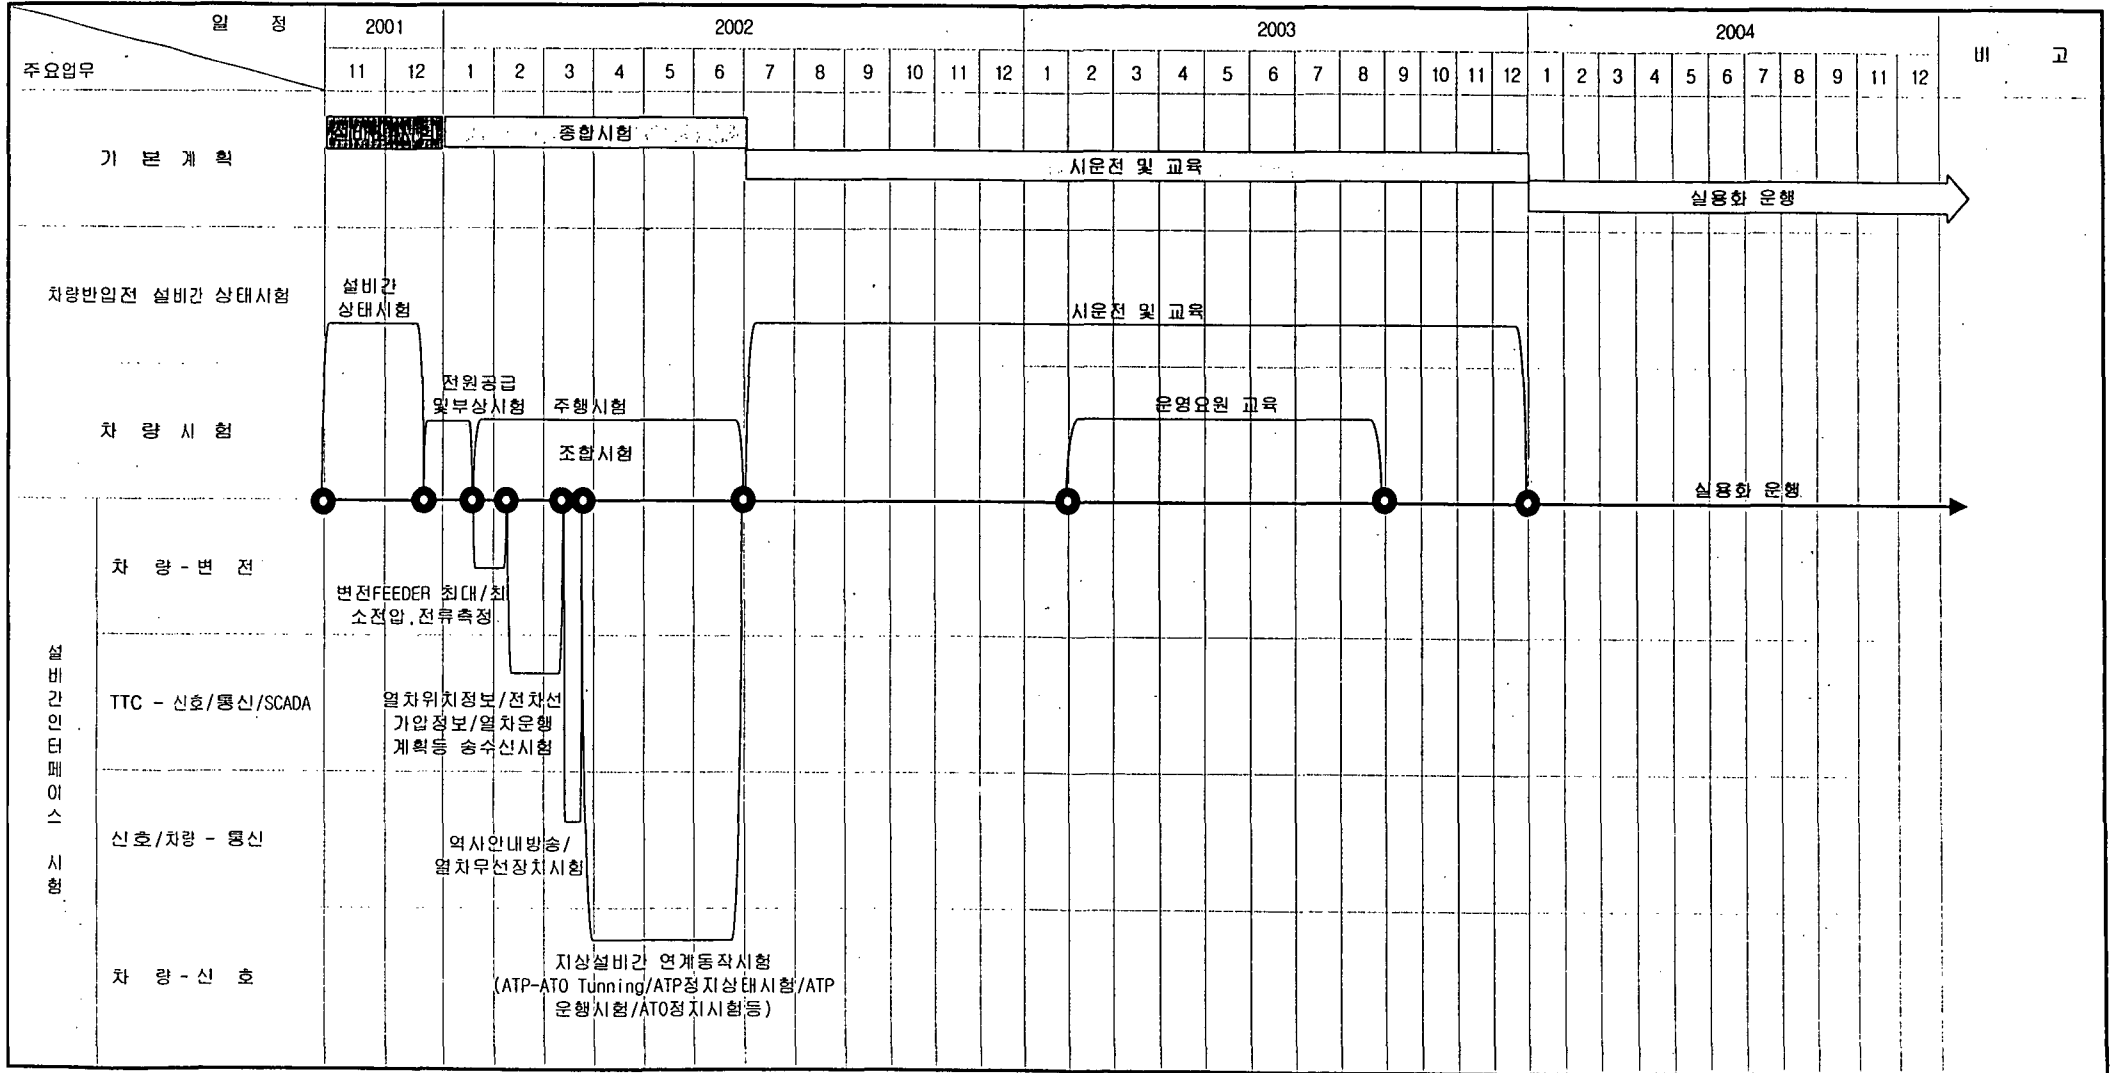 일 정
주요업무
2001
2002
2003
2004
비 고
11 12 1 2 3 4 5 6 7 8 9 10 11 12 1 2 3 4 5 6 7 8 9 10 11 12 1 2 3 4 5 6 7 8 9 11 12
기 본 계 획
종합시험
시운전 및 교육
실용화 운행
차량반입전 설비간 상태시험
설비간
상태시험
시운전 및 교육
차 량 시 험
전원공급
및부상시험
주행시험
조합시험
운영요원 교육
실용화 운행
설비간인터페이스 시험
차 량 - 변 전
변전FEEDER 최대/최
소전압,전류측정
TTC - 신호/통신/SCADA
열차위치정보/전차선
가압정보/열차운행
계획등 송수신시험
신호/차량 - 통신
역사안내방송/
열차무선장치시험
차 량 - 신 호
지상설비간 연계동작시험
(ATP-ATO Tunning/ATP정지상태시험/ATP
운행시험/ATO정지시험등)